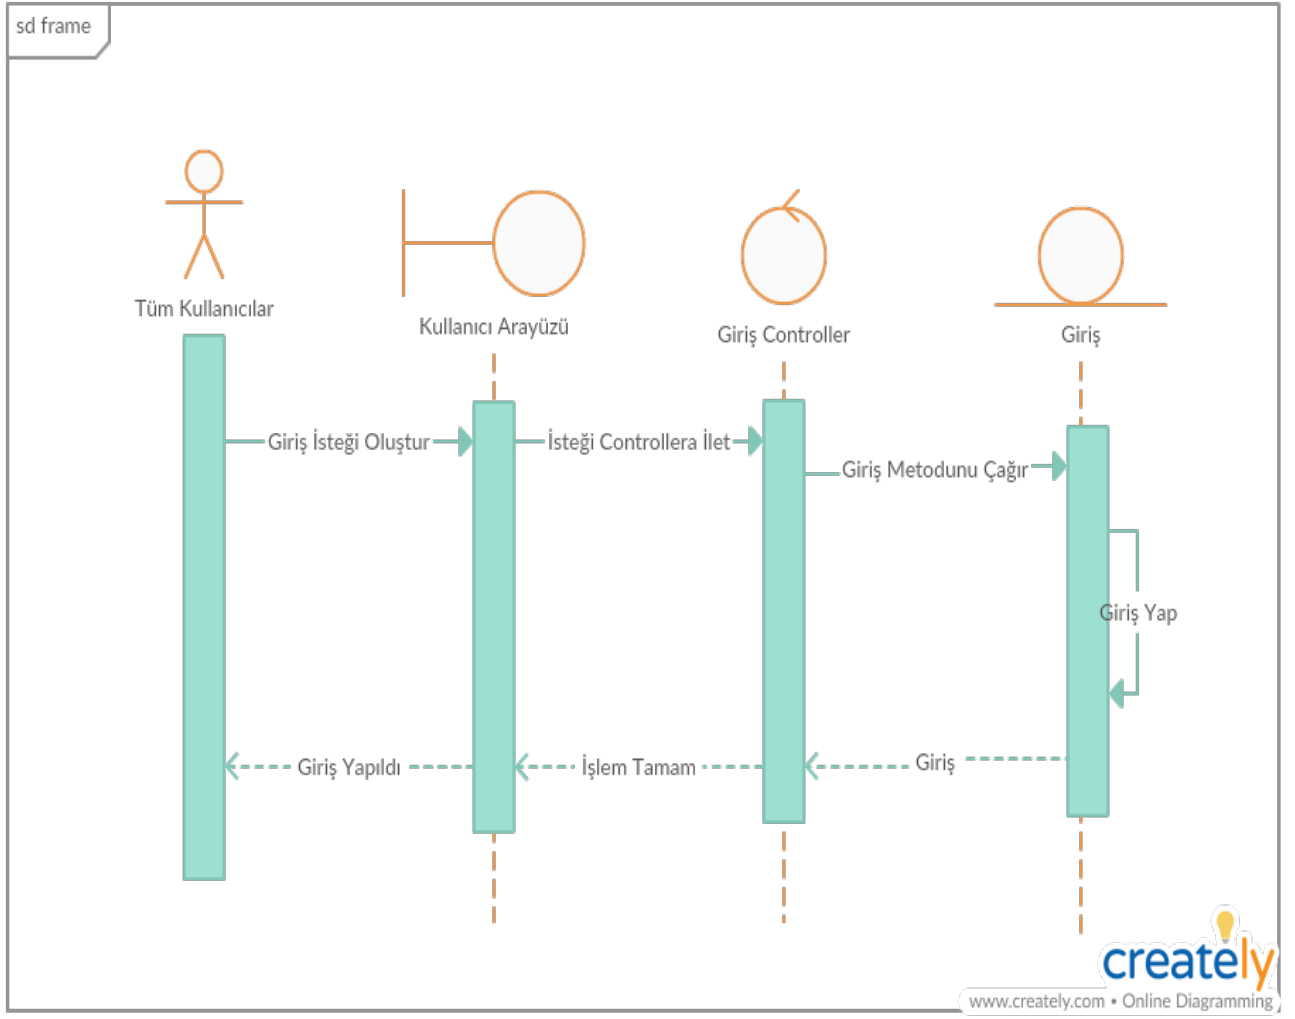 sd frame
Tüm Kullanıcılar
Kullanıcı Arayüzü
Giriş Controller
Giriş
Giriş İsteği Oluştur
İsteği Controllera İlet
Giriş Metodunu Çağır
Giriş Yap
Giriş Yapıldı
İşlem Tamam
Giriş
creately
www.creately.com • Online Diagramming